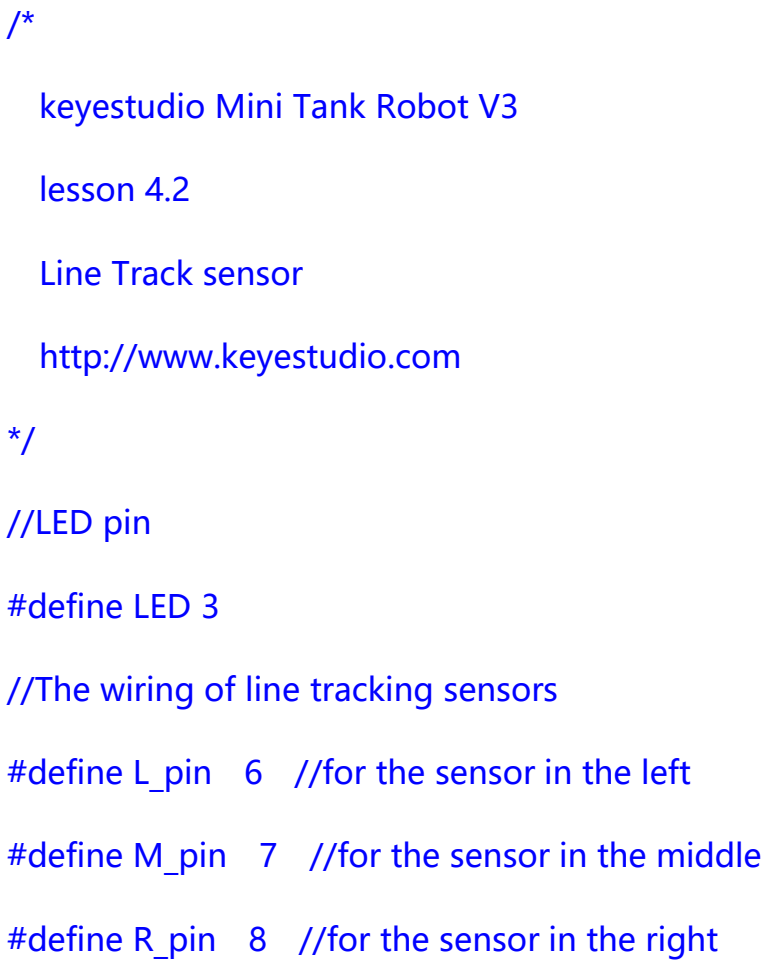 /*
keyestudio Mini Tank Robot V3
lesson 4.2
Line Track sensor
http://www.keyestudio.com
*/
//LED pin
#define LED 3
//The wiring of line tracking sensors
#define L_pin   6   //for the sensor in the left
#define M_pin   7   //for the sensor in the middle
#define R_pin   8   //for the sensor in the right